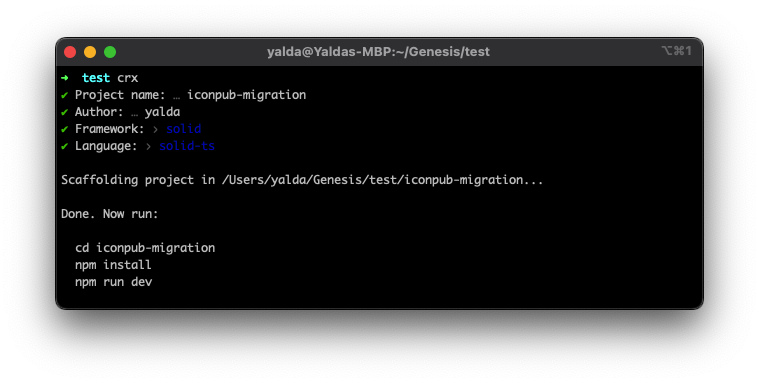 yalda@Yaldas-MBP:~/Genesis/test
⌥⌘1
➜ test crx
✔ Project name: … iconpub-migration
✔ Author: … yalda
✔ Framework: › solid
✔ Language: › solid-ts
Scaffolding project in /Users/yalda/Genesis/test/iconpub-migration...
Done. Now run:
cd iconpub-migration
npm install
npm run dev